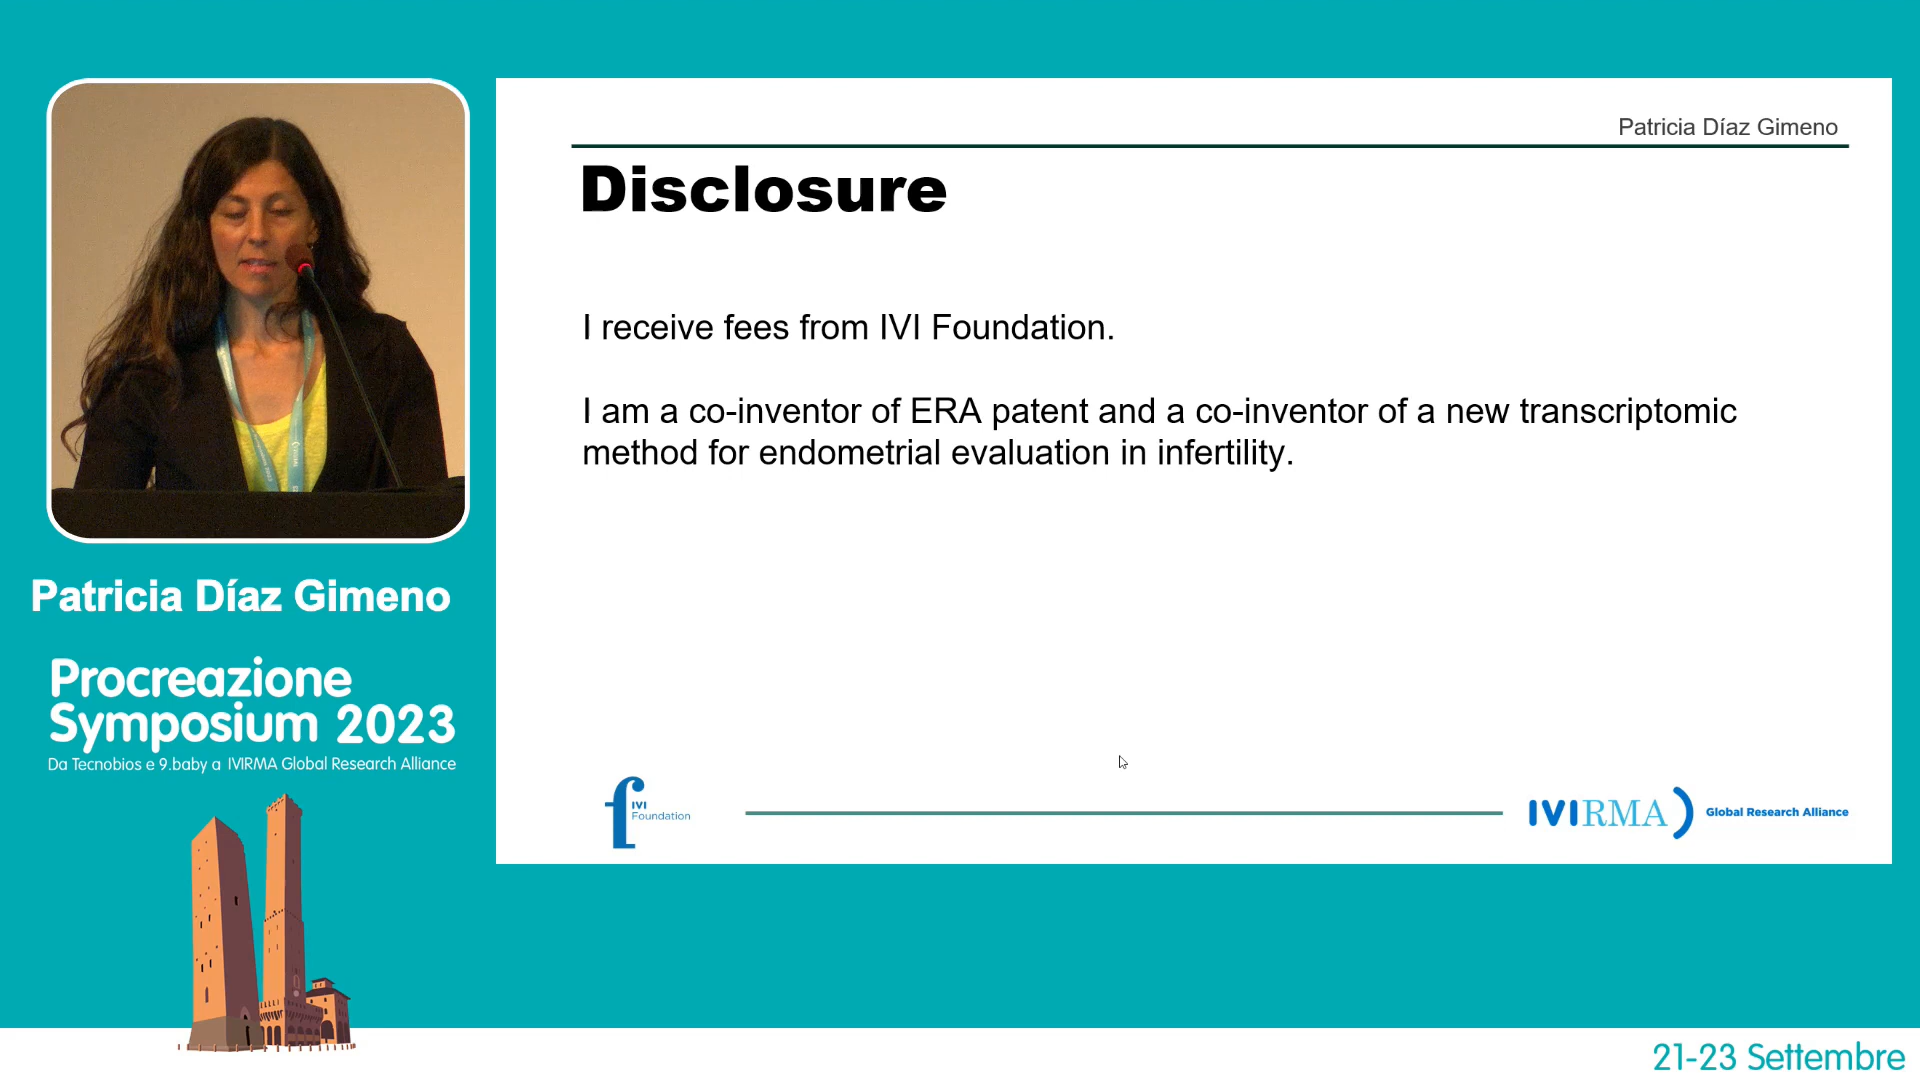 Patricia Díaz Gimeno
Disclosure
I receive fees from IVI Foundation.
I am a co-inventor of ERA patent and a co-inventor of a new transcriptomic
method for endometrial evaluation in infertility.
IVI
Foundation
IVIRMA Global Research Alliance
Patricia Díaz Gimeno
Procreazione
Symposium 2023
Da Tecnobios e 9.baby a IVIRMA Global Research Alliance
21-23 Settembre